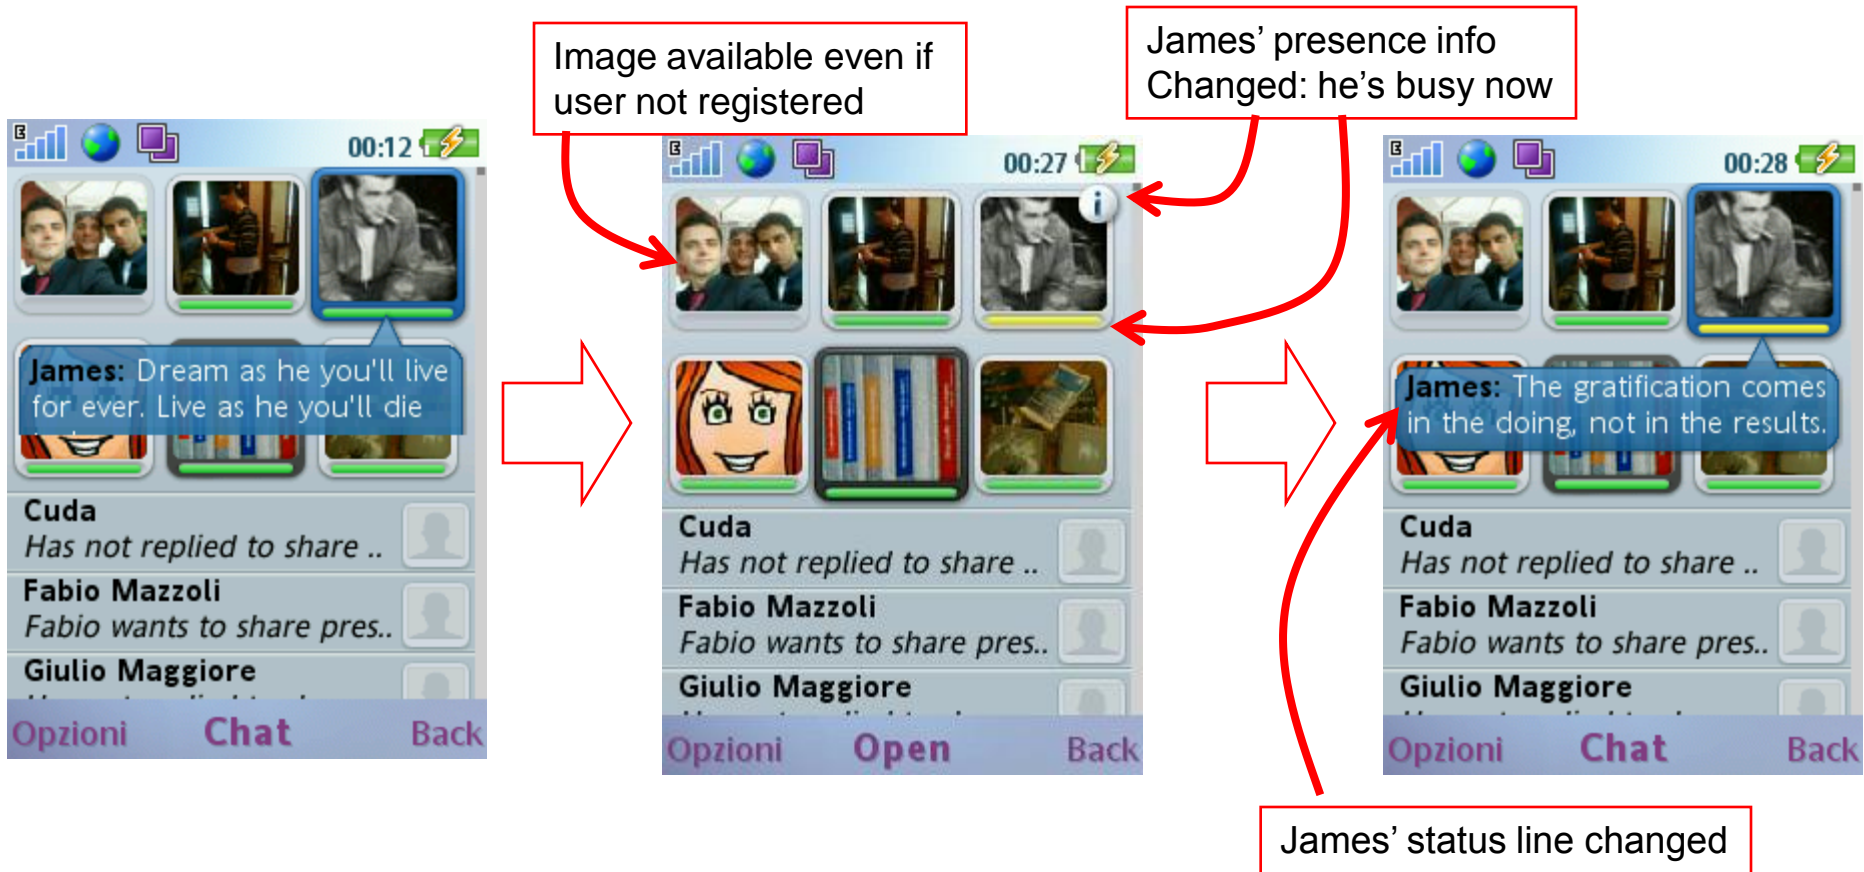 Image available even if
user not registered
James’ presence info
Changed: he’s busy now
00:12
James: Dream as he you'll live
for ever. Live as he you'll die
Cuda
Has not replied to share ..
Fabio Mazzoli
Fabio wants to share pres..
Giulio Maggiore
Opzioni Chat Back
00:27
i
Cuda
Has not replied to share ..
Fabio Mazzoli
Fabio wants to share pres..
Giulio Maggiore
Opzioni Open Back
00:28
James: The gratification comes
in the doing, not in the results.
Cuda
Has not replied to share ..
Fabio Mazzoli
Fabio wants to share pres..
Giulio Maggiore
Opzioni Chat Back
James’ status line changed